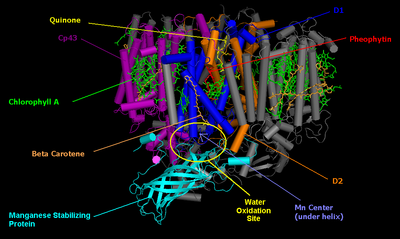 Quinone
D1
Cp43
Pheophytin
Chlorophyll A
Beta Carotene
D2
Water
Oxidation
Site
Mn Center
(under helix)
Manganese Stabilizing
Protein